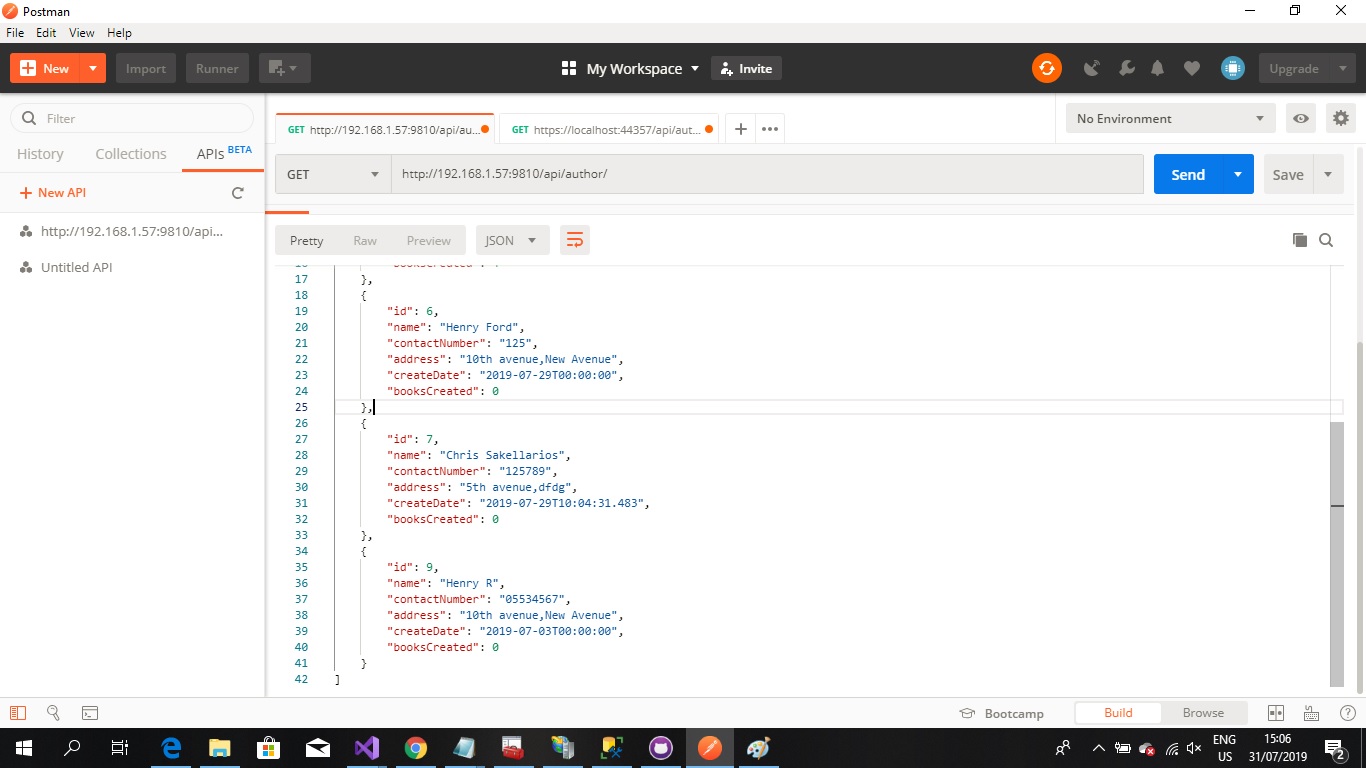 Postman
File Edit View Help
New Import Runner My Workspace Invite Upgrade
Filter
History Collections APIs BETA
New API
http://192.168.1.57:9810/api...
Untitled API
GET http://192.168.1.57:9810/api/au... GET https://localhost:44357/api/aut...
No Environment
GET http://192.168.1.57:9810/api/author/ Send Save
Pretty Raw Preview JSON
17 },
18 {
19 "id": 6,
20 "name": "Henry Ford",
21 "contactNumber": "125",
22 "address": "10th avenue,New Avenue",
23 "createDate": "2019-07-29T00:00:00",
24 "booksCreated": 0
25 },
26 {
27 "id": 7,
28 "name": "Chris Sakellarios",
29 "contactNumber": "125789",
30 "address": "5th avenue,dfdg",
31 "createDate": "2019-07-29T10:04:31.483",
32 "booksCreated": 0
33 },
34 {
35 "id": 9,
36 "name": "Henry R",
37 "contactNumber": "05534567",
38 "address": "10th avenue,New Avenue",
39 "createDate": "2019-07-03T00:00:00",
40 "booksCreated": 0
41 }
42 ]
Bootcamp Build Browse
ENG 15:06
US 31/07/2019 2